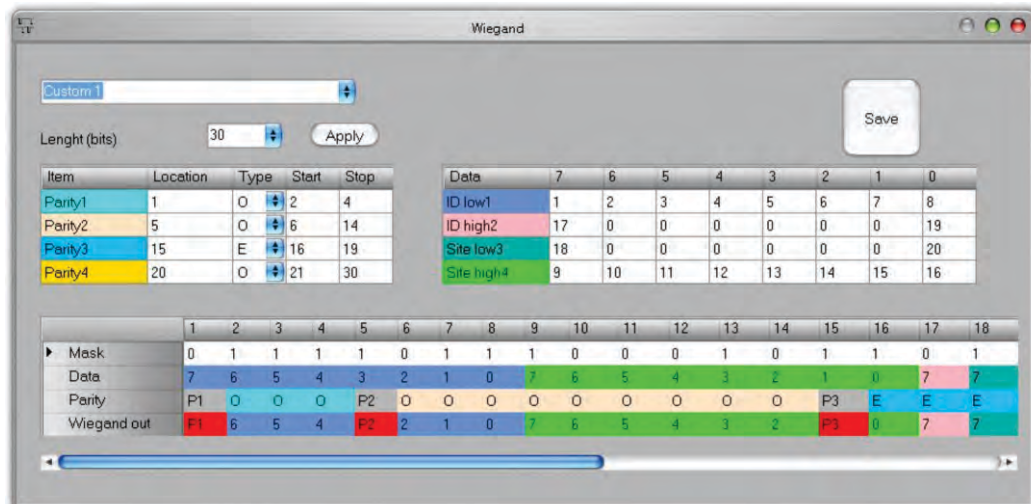 Wiegand
Custom 1
Save
Lenght (bits) 30 Apply
Item Location Type Start Stop
Parity1 1 O 2 4
Parity2 5 O 6 14
Parity3 15 E 16 19
Parity4 20 O 21 30
Data 7 6 5 4 3 2 1 0
ID low1 1 2 3 4 5 6 7 8
ID high2 17 0 0 0 0 0 0 19
Site low3 18 0 0 0 0 0 0 20
Site high4 9 10 11 12 13 14 15 16
1 2 3 4 5 6 7 8 9 10 11 12 13 14 15 16 17 18
Mask 0 1 1 1 1 0 1 1 1 0 0 0 1 0 1 1 0 1
Data 7 6 5 4 3 2 1 0 7 6 5 4 3 2 1 0 7 7
Parity P1 O O O P2 O O O O O O O O O P3 E E E
Wiegand out P1 6 5 4 P2 2 1 0 7 6 5 4 3 2 P3 0 7 7